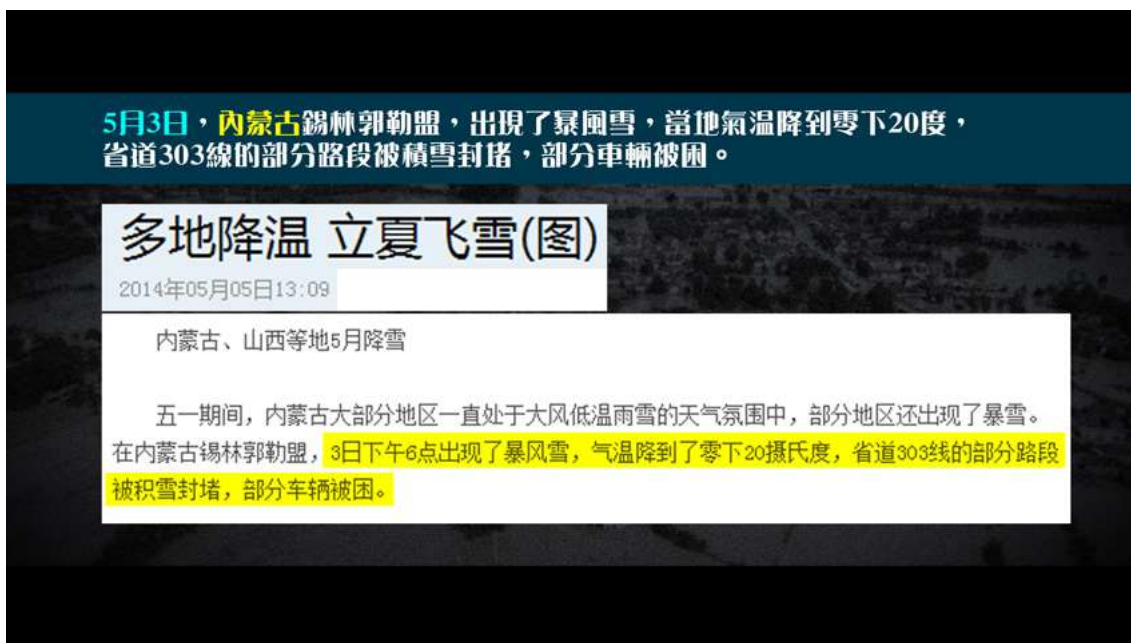 5月3日，內蒙古錫林郭勒盟，出現了暴風雪，當地氣温降到零下20度，
省道303線的部分路段被積雪封堵，部分車輛被困。
多地降温 立夏飞雪(图)
2014年05月05日13:09
内蒙古、山西等地5月降雪
五一期间，内蒙古大部分地区一直处于大风低温雨雪的天气氛围中，部分地区还出现了暴雪。
在内蒙古锡林郭勒盟，3日下午6点出现了暴风雪，气温降到了零下20摄氏度，省道303线的部分路段
被积雪封堵，部分车辆被困。